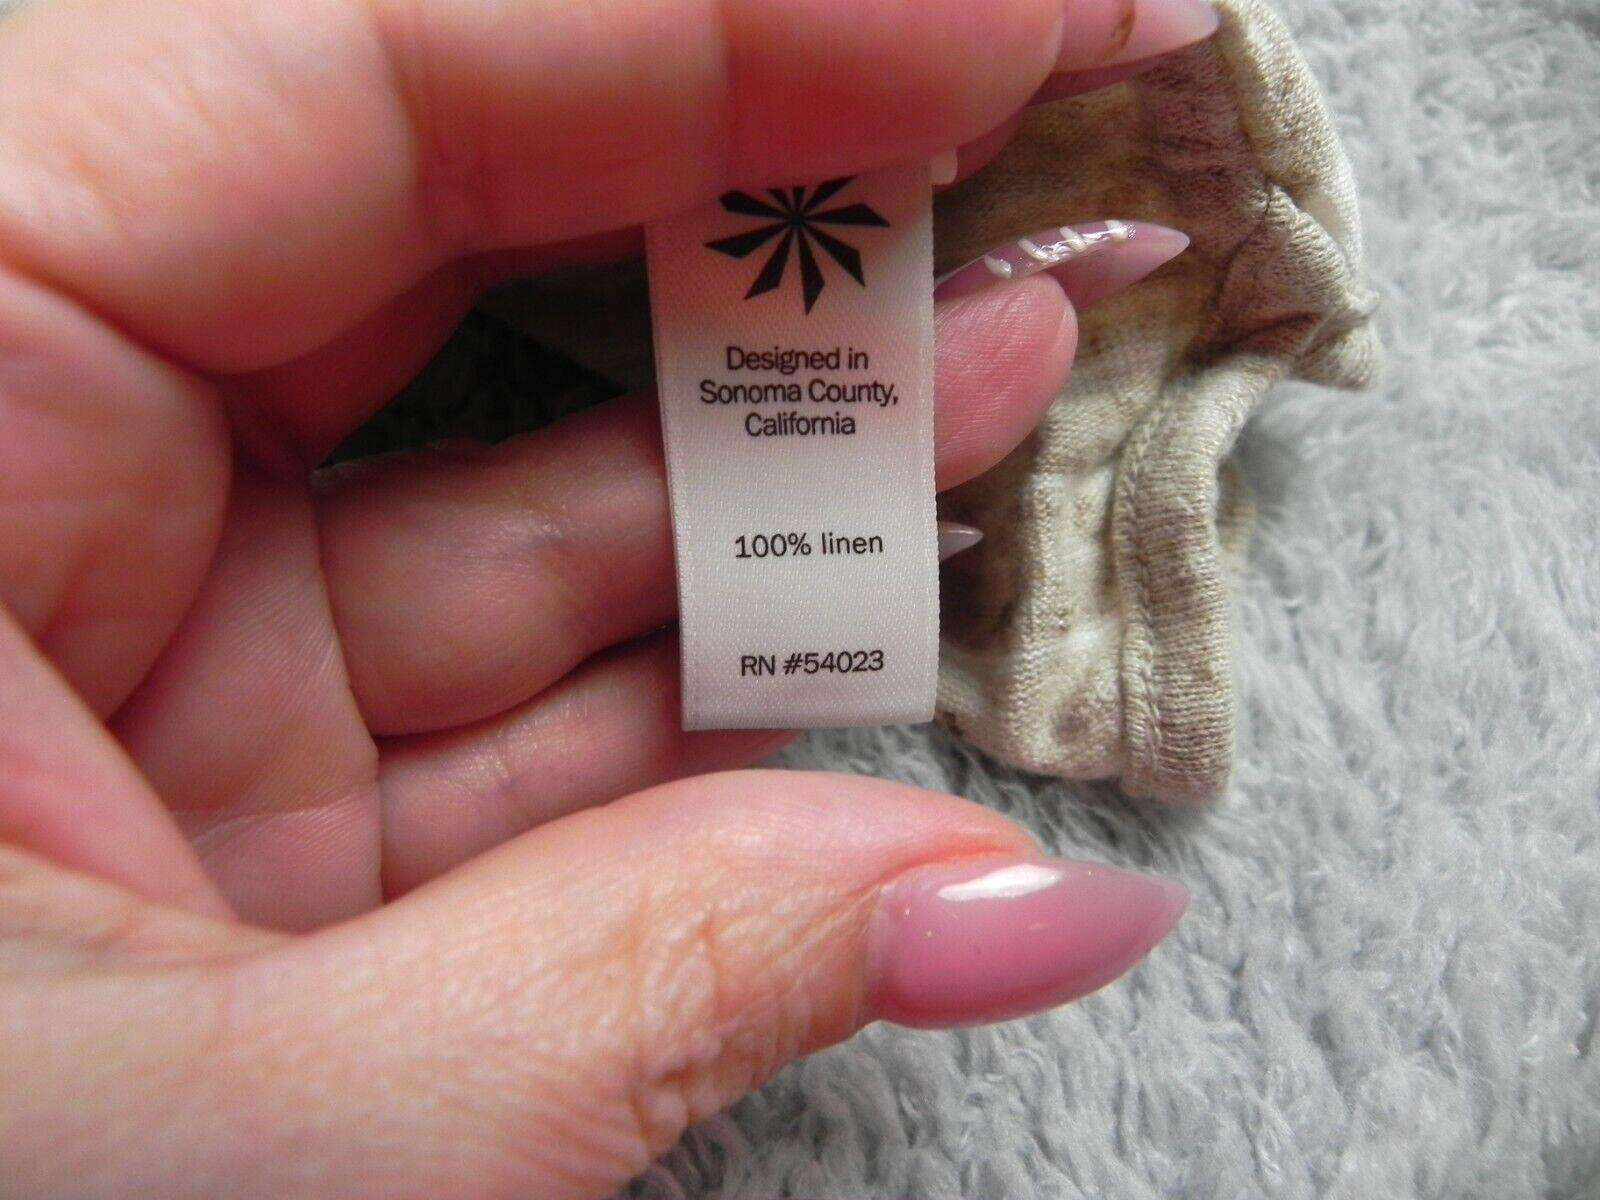 Designed in
Sonoma County,
California
100% linen
RN #54023